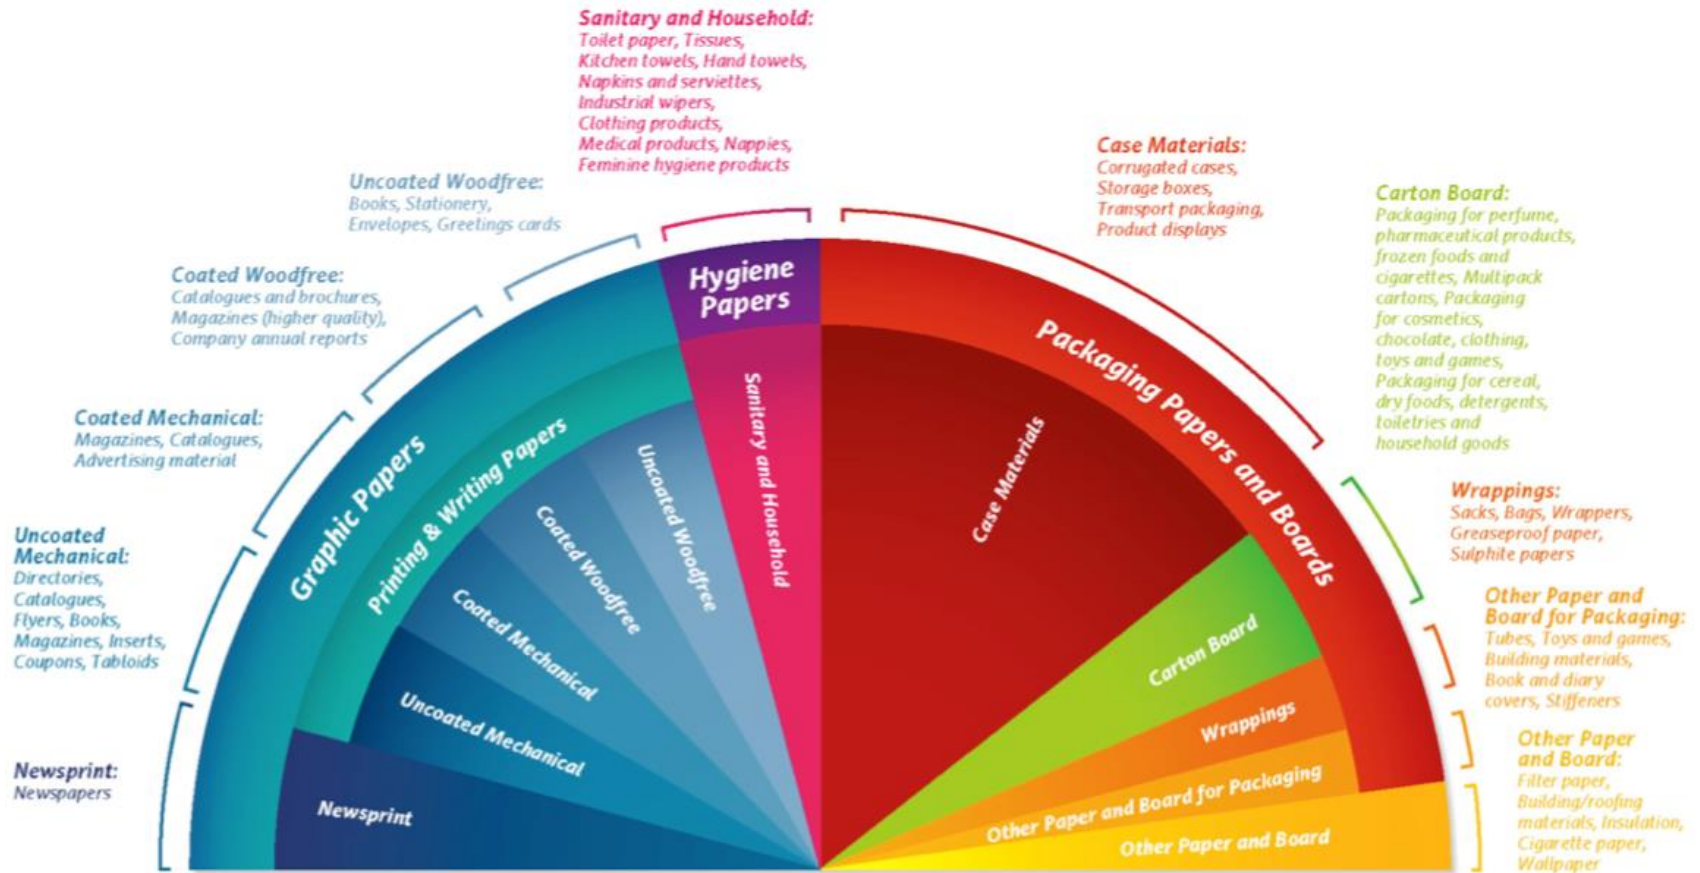 Sanitary and Household:
Toilet paper, Tissues,
Kitchen towels, Hand towels,
Napkins and serviettes,
Industrial wipers,
Clothing products,
Medical products, Nappies,
Feminine hygiene products
Uncoated Woodfree:
Books, Stationery,
Envelopes, Greetings cards
Coated Woodfree:
Catalogues and brochures,
Magazines (higher quality),
Company annual reports
Coated Mechanical:
Magazines, Catalogues,
Advertising material
Uncoated
Mechanical:
Directories,
Catalogues,
Flyers, Books,
Magazines, Inserts,
Coupons, Tabloids
Newsprint:
Newspapers
Case Materials:
Corrugated cases,
Storage boxes,
Transport packaging,
Product displays
Carton Board:
Packaging for perfume,
pharmaceutical products,
frozen foods and
cigarettes, Multipack
cartons, Packaging
for cosmetics,
chocolate, clothing,
toys and games,
Packaging for cereal,
dry foods, detergents,
toiletries and
household goods
Wrappings:
Sacks, Bags, Wrappers,
Greaseproof paper,
Sulphite papers
Other Paper and
Board for Packaging:
Tubes, Toys and games,
Building materials,
Book and diary
covers, Stiffeners
Other Paper
and Board:
Filter paper,
Building/roofing
materials, Insulation,
Cigarette paper,
Wallpaper
Graphic Papers
Printing & Writing Papers
Hygiene
Papers
Packaging Papers and Boards
Newsprint
Uncoated Mechanical
Coated Mechanical
Coated Woodfree
Uncoated Woodfree
Sanitary and Household
Case Materials
Carton Board
Wrappings
Other Paper and Board for Packaging
Other Paper and Board